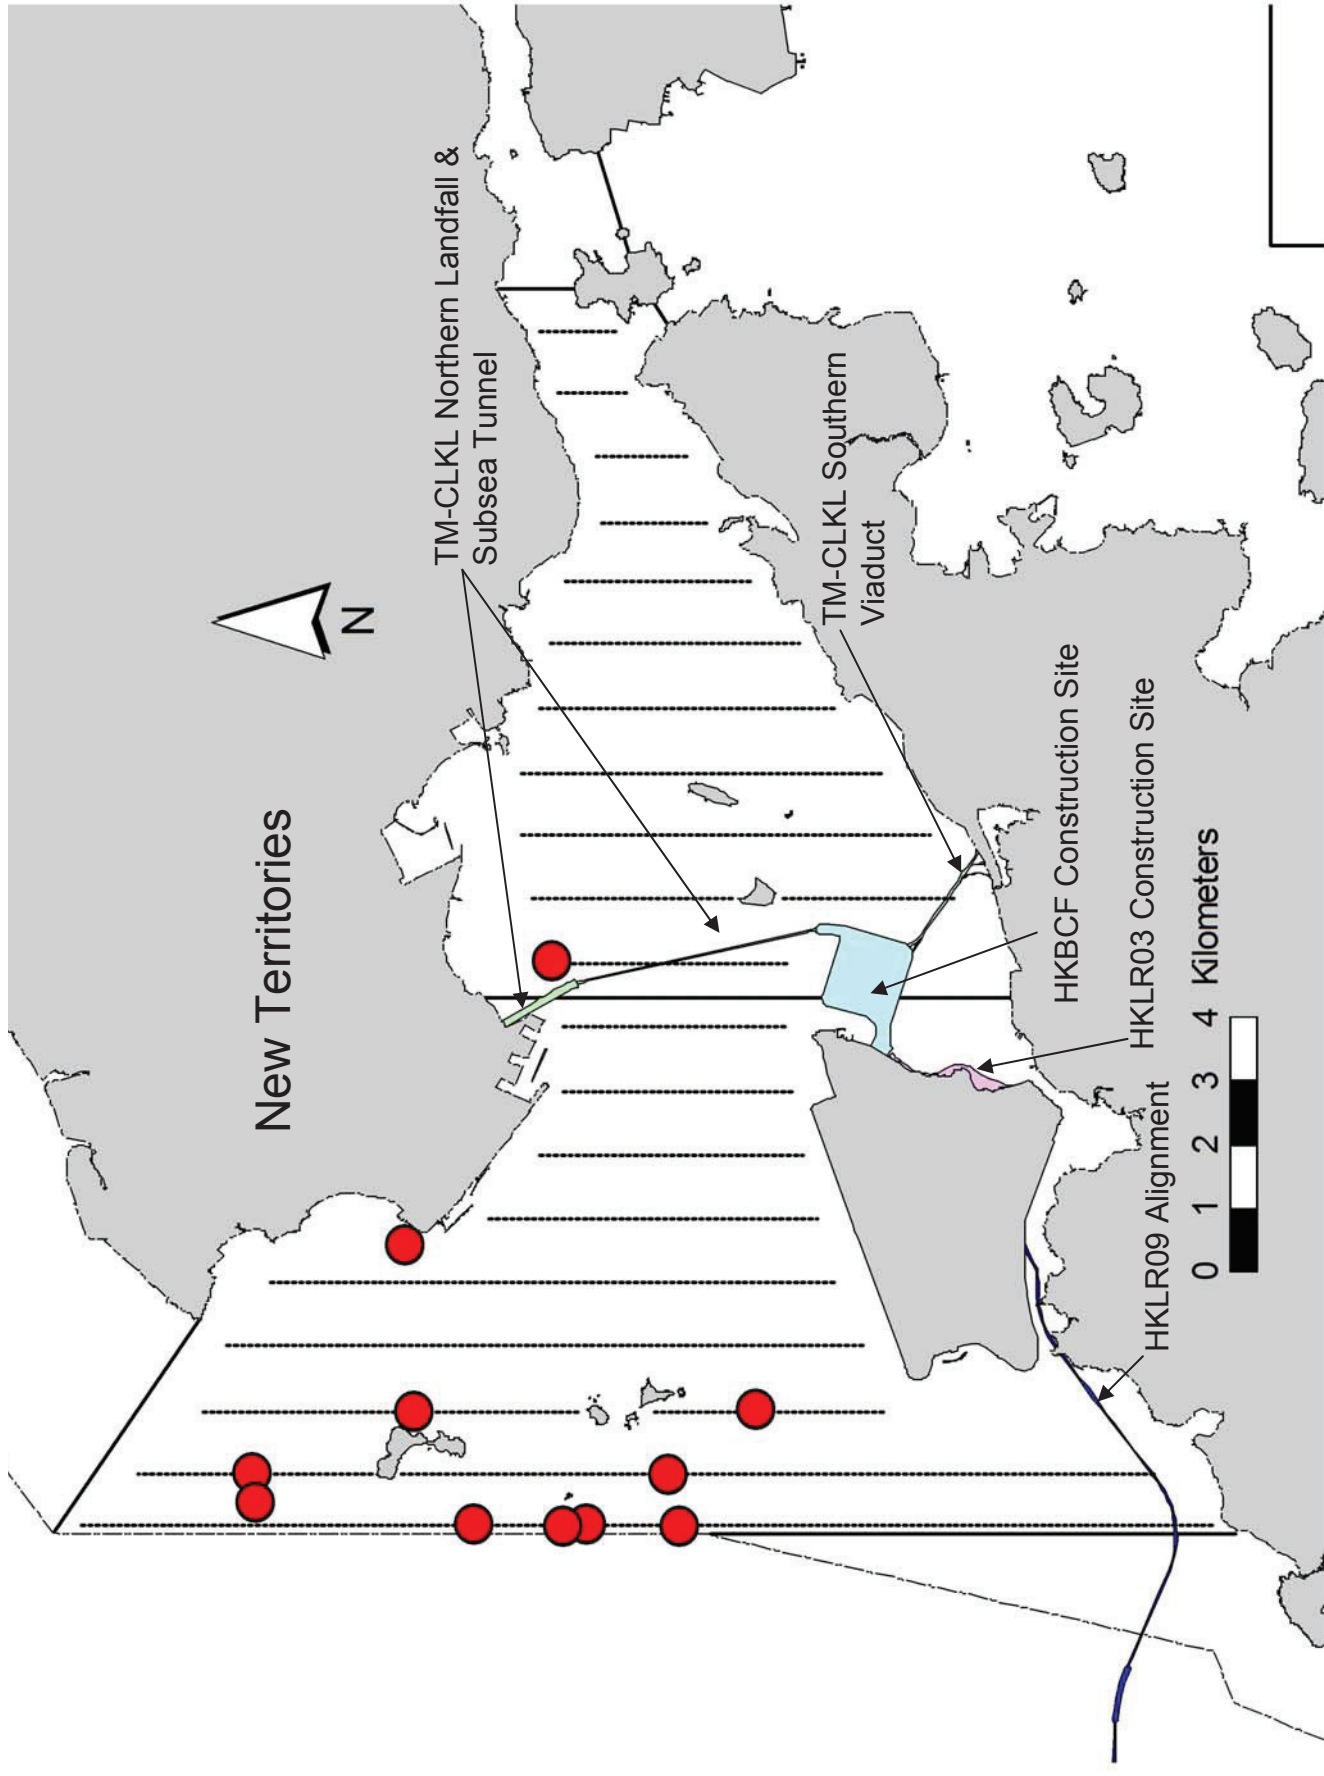 New Territories
N
TM-CLKL Northern Landfall &
Subsea Tunnel
TM-CLKL Southern
Viaduct
HKBCF Construction Site
HKLR03 Construction Site
HKLR09 Alignment
0 1 2 3 4 Kilometers